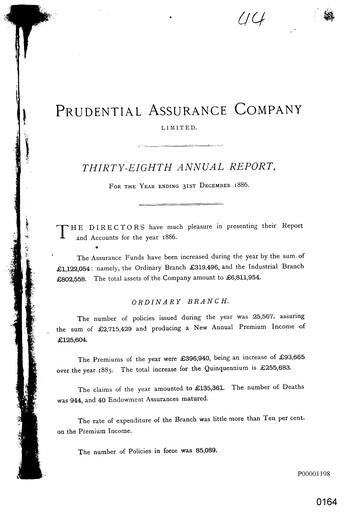 44
PRUDENTIAL ASSURANCE COMPANY
LIMITED.
THIRTY-EIGHTH ANNUAL REPORT,
FOR THE YEAR ENDING 31ST DECEMBER 1886.
THE DIRECTORS have much pleasure in presenting their Report
and Accounts for the year 1886.
The Assurance Funds have been increased during the year by the sum of
£1,122,054: namely, the Ordinary Branch £319,496, and the Industrial Branch
£802,558. The total assets of the Company amount to £6,811,954.
ORDINARY BRANCH.
The number of policies issued during the year was 25,567, assuring
the sum of £2,715,429 and producing a New Annual Premium Income of
£125,604.
The Premiums of the year were £396,940, being an increase of £93,665
over the year 1885. The total increase for the Quinquennium is £255,683.
The claims of the year amounted to £135,361. The number of Deaths
was 944, and 40 Endowment Assurances matured.
The rate of expenditure of the Branch was little more than Ten per cent.
on the Premium Income.
The number of Policies in force was 85,089.
P00001198
0164